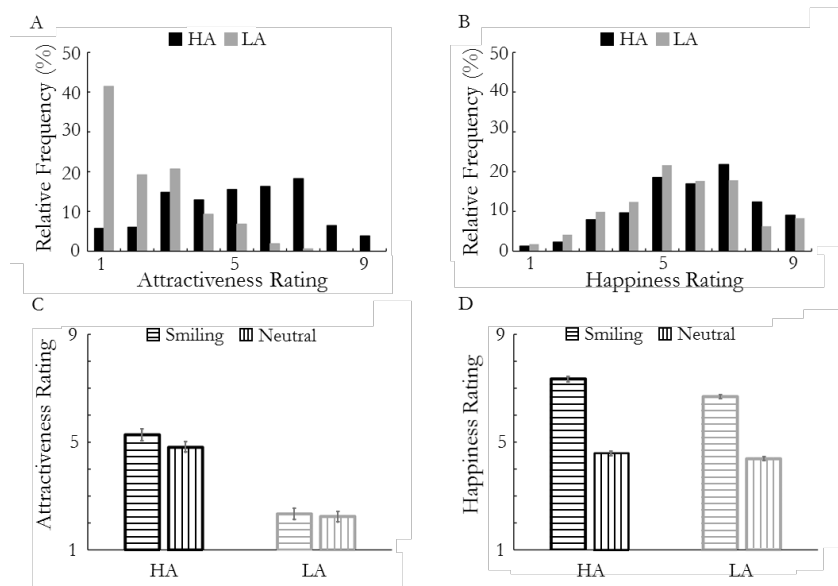 A
HA LA
Relative Frequency (%)
50
40
30
20
10
0
1 5 9
Attractiveness Rating
B
HA LA
Relative Frequency (%)
50
40
30
20
10
0
1 5 9
Happiness Rating
C
Smiling Neutral
Attractiveness Rating
9
5
1
HA LA
D
Smiling Neutral
Happiness Rating
9
5
1
HA LA